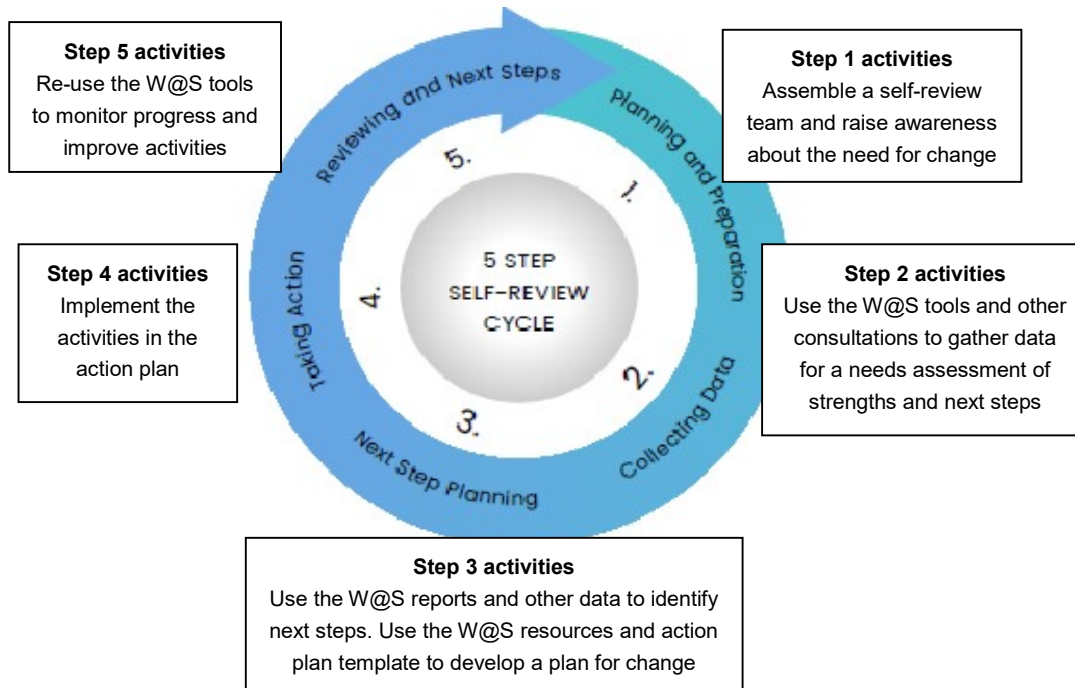 Step 5 activities
Re-use the W@S tools
to monitor progress and
improve activities
Step 1 activities
Assemble a self-review
team and raise awareness
about the need for change
Step 4 activities
Implement the
activities in the
action plan
Step 2 activities
Use the W@S tools and other
consultations to gather data
for a needs assessment of
strengths and next steps
Step 3 activities
Use the W@S reports and other data to identify
next steps. Use the W@S resources and action
plan template to develop a plan for change
5 STEP
SELF-REVIEW
CYCLE
1.
Planning and Preparation
2.
Collecting Data
3.
Next Step Planning
4.
Taking Action
5.
Reviewing and Next Steps